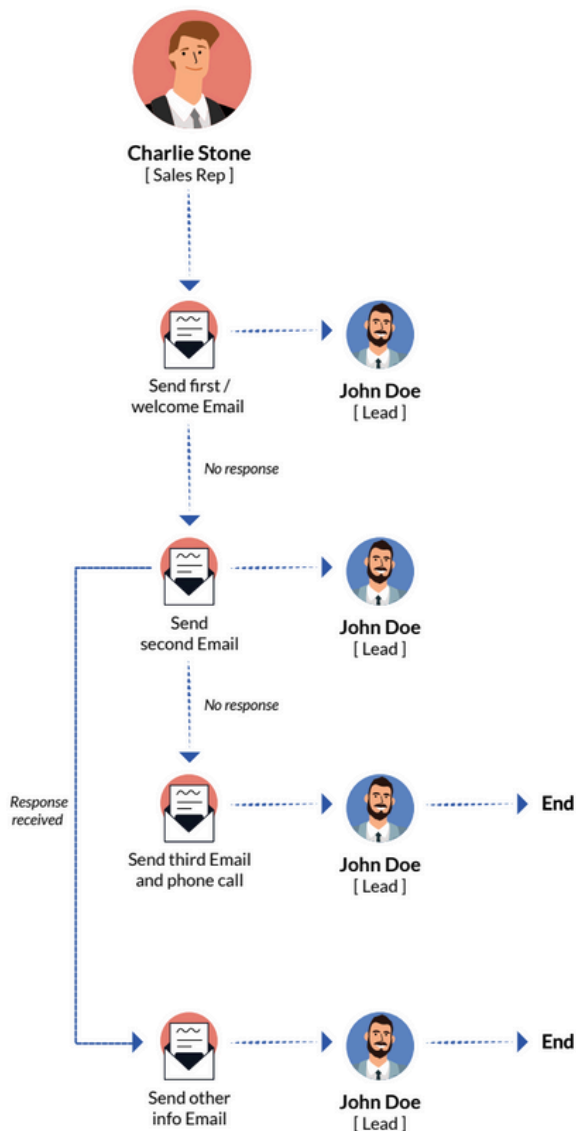 Charlie Stone
[ Sales Rep ]
Send first /
welcome Email
John Doe
[ Lead ]
No response
Send
second Email
John Doe
[ Lead ]
No response
Response
received
Send third Email
and phone call
John Doe
[ Lead ]
End
Send other
info Email
John Doe
[ Lead ]
End